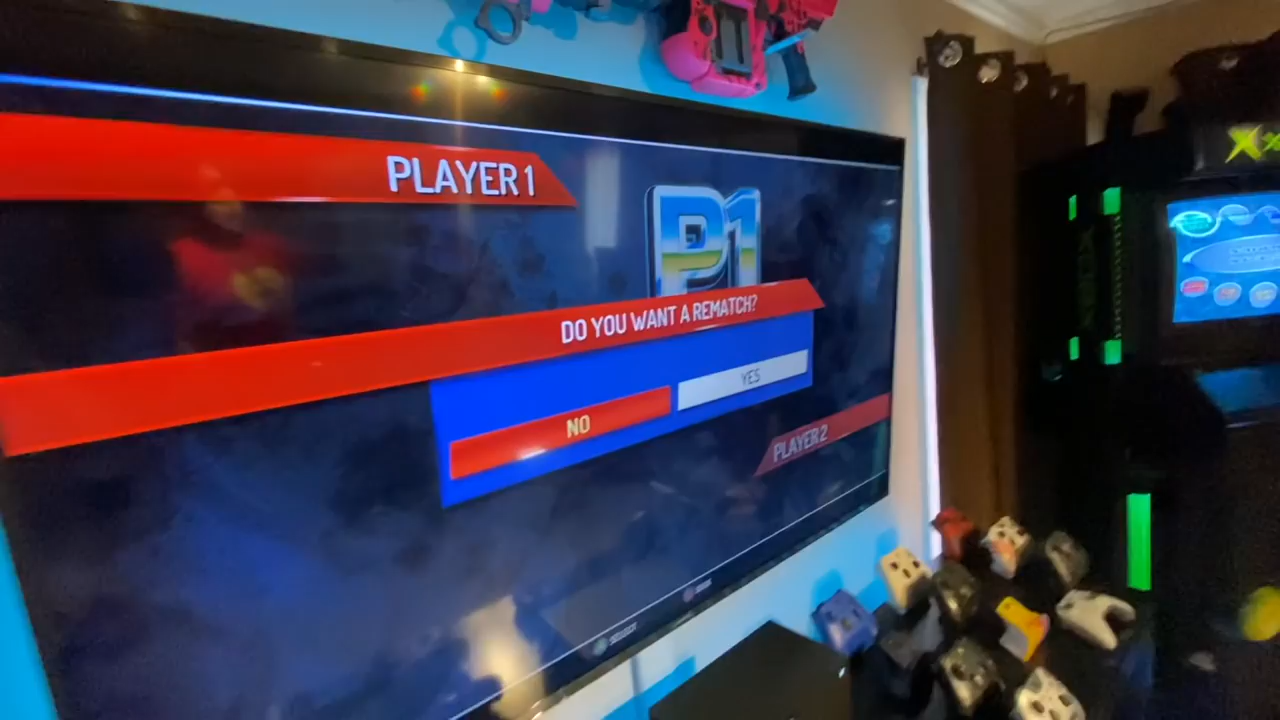 PLAYER 1
P1
DO YOU WANT A REMATCH?
YES
NO
PLAYER 2